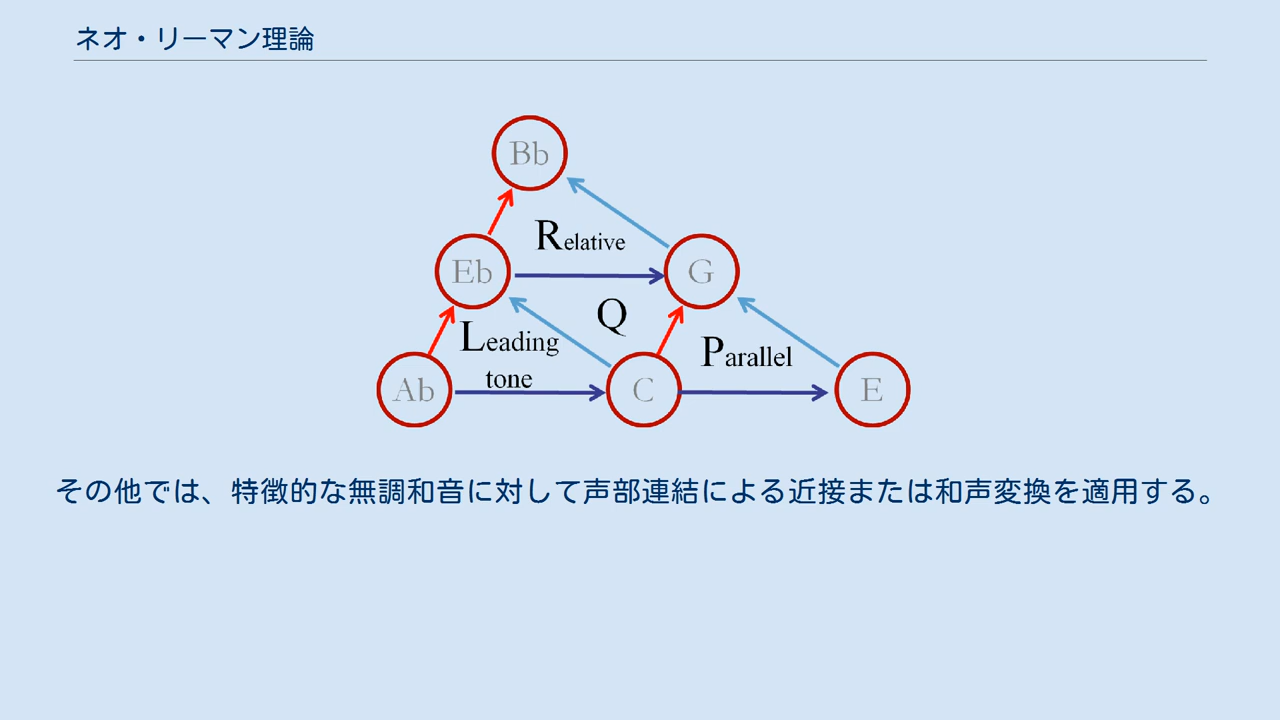 ネオ・リーマン理論
Bb
Relative
Eb
G
Q
Leading
tone
Parallel
Ab
C
E
その他では、特徴的な無調和音に対して声部連結による近接または和声変換を適用する。